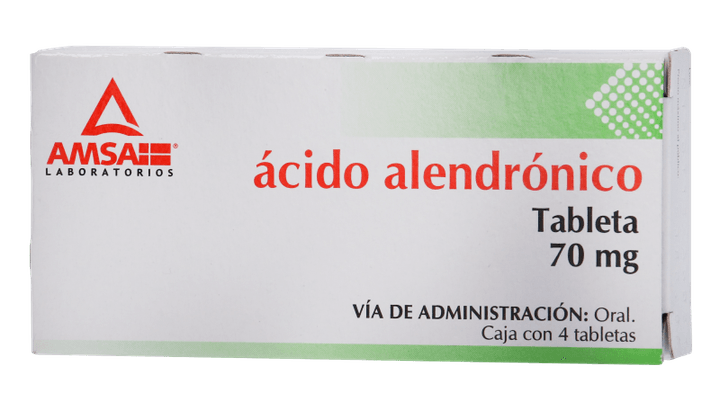 AMSA®
LABORATORIOS
ácido alendrónico
Tableta
70 mg
VÍA DE ADMINISTRACIÓN: Oral.
Caja con 4 tabletas